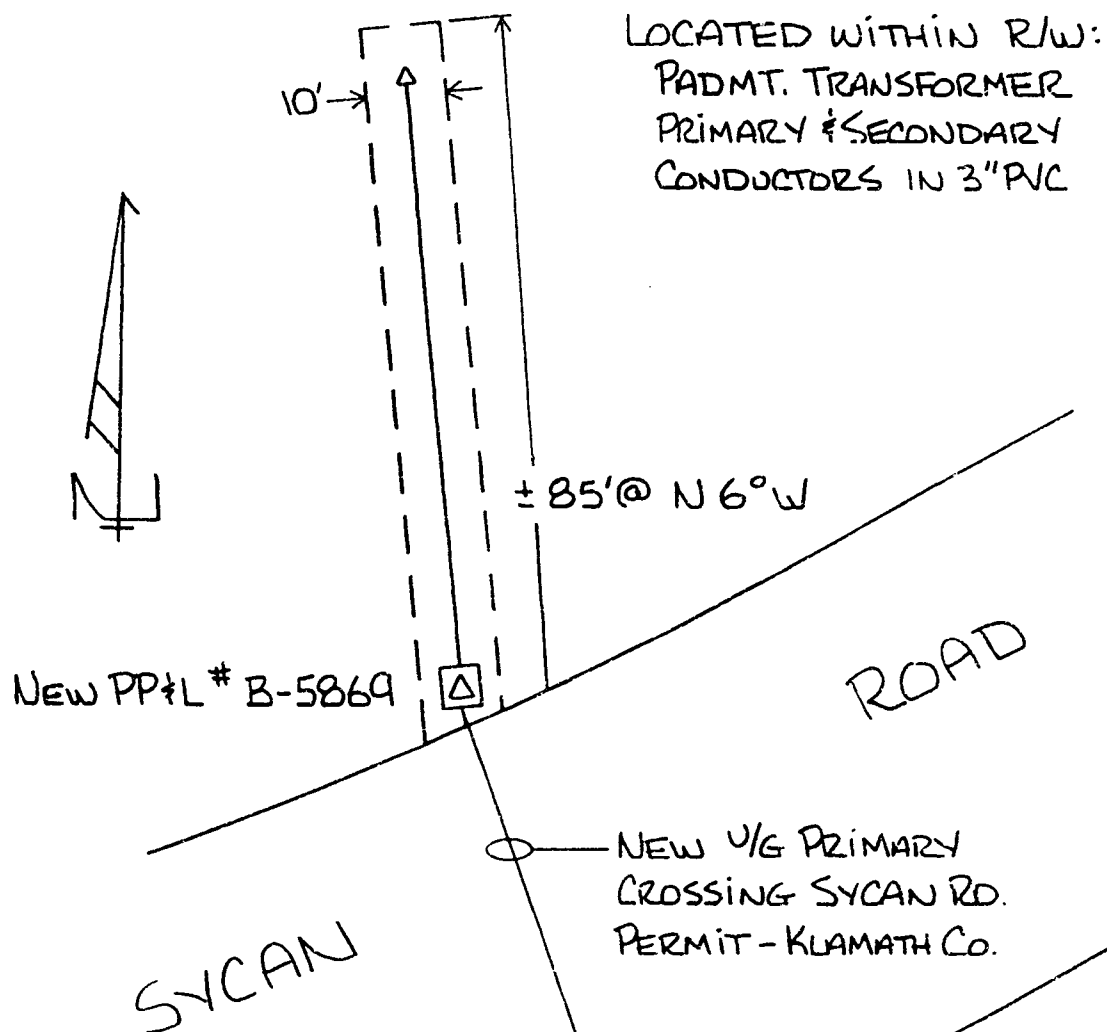 LOCATED WITHIN R/W:
PADMT. TRANSFORMER
PRIMARY & SECONDARY
CONDUCTORS IN 3" PVC
10'
N
± 85' @ N 6° W
NEW PP&L # B-5869
ROAD
NEW U/G PRIMARY
CROSSING SYCAN RD.
PERMIT - KLAMATH CO.
SYCAN